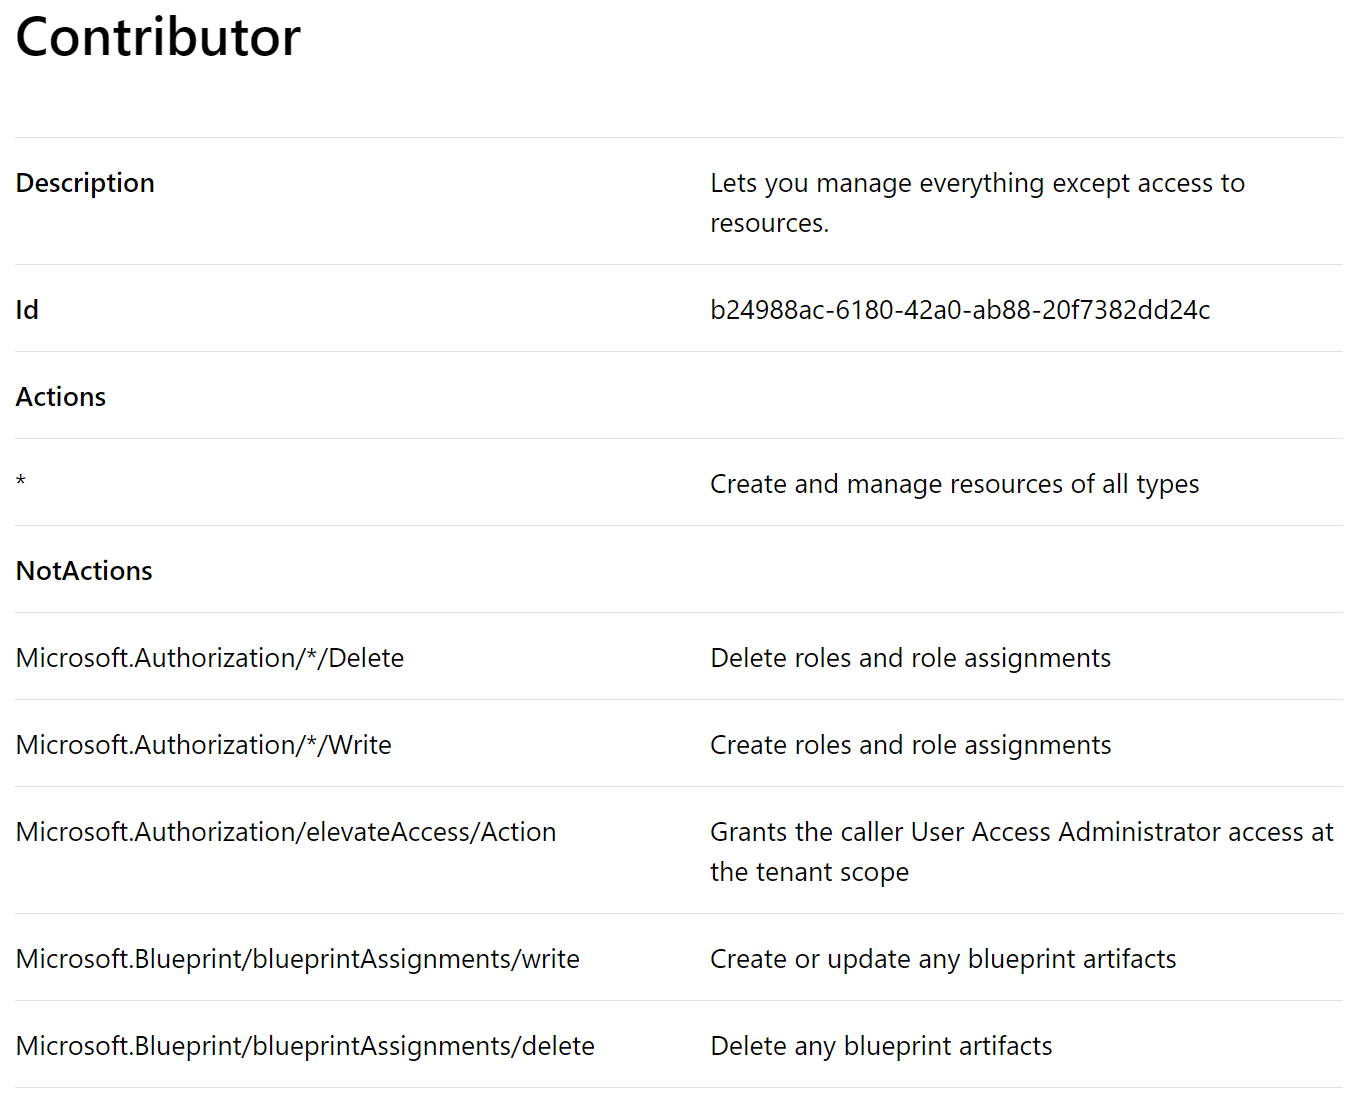 Contributor
Description
Lets you manage everything except access to
resources.
Id
b24988ac-6180-42a0-ab88-20f7382dd24c
Actions
*
Create and manage resources of all types
NotActions
Microsoft.Authorization/*/Delete
Delete roles and role assignments
Microsoft.Authorization/*/Write
Create roles and role assignments
Microsoft.Authorization/elevateAccess/Action
Grants the caller User Access Administrator access at
the tenant scope
Microsoft.Blueprint/blueprintAssignments/write
Create or update any blueprint artifacts
Microsoft.Blueprint/blueprintAssignments/delete
Delete any blueprint artifacts